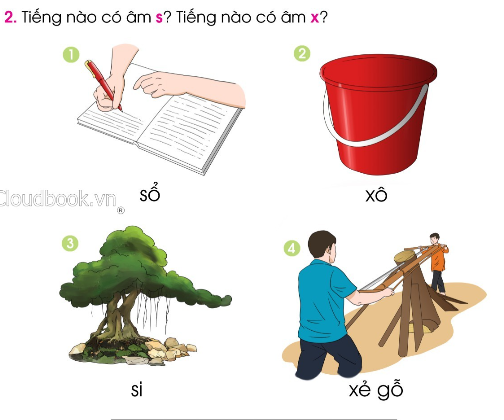 2. Tiếng nào có âm s? Tiếng nào có âm x?
1
2
sổ
xô
Cloudbook.vn
®
3
4
si
xẻ gỗ